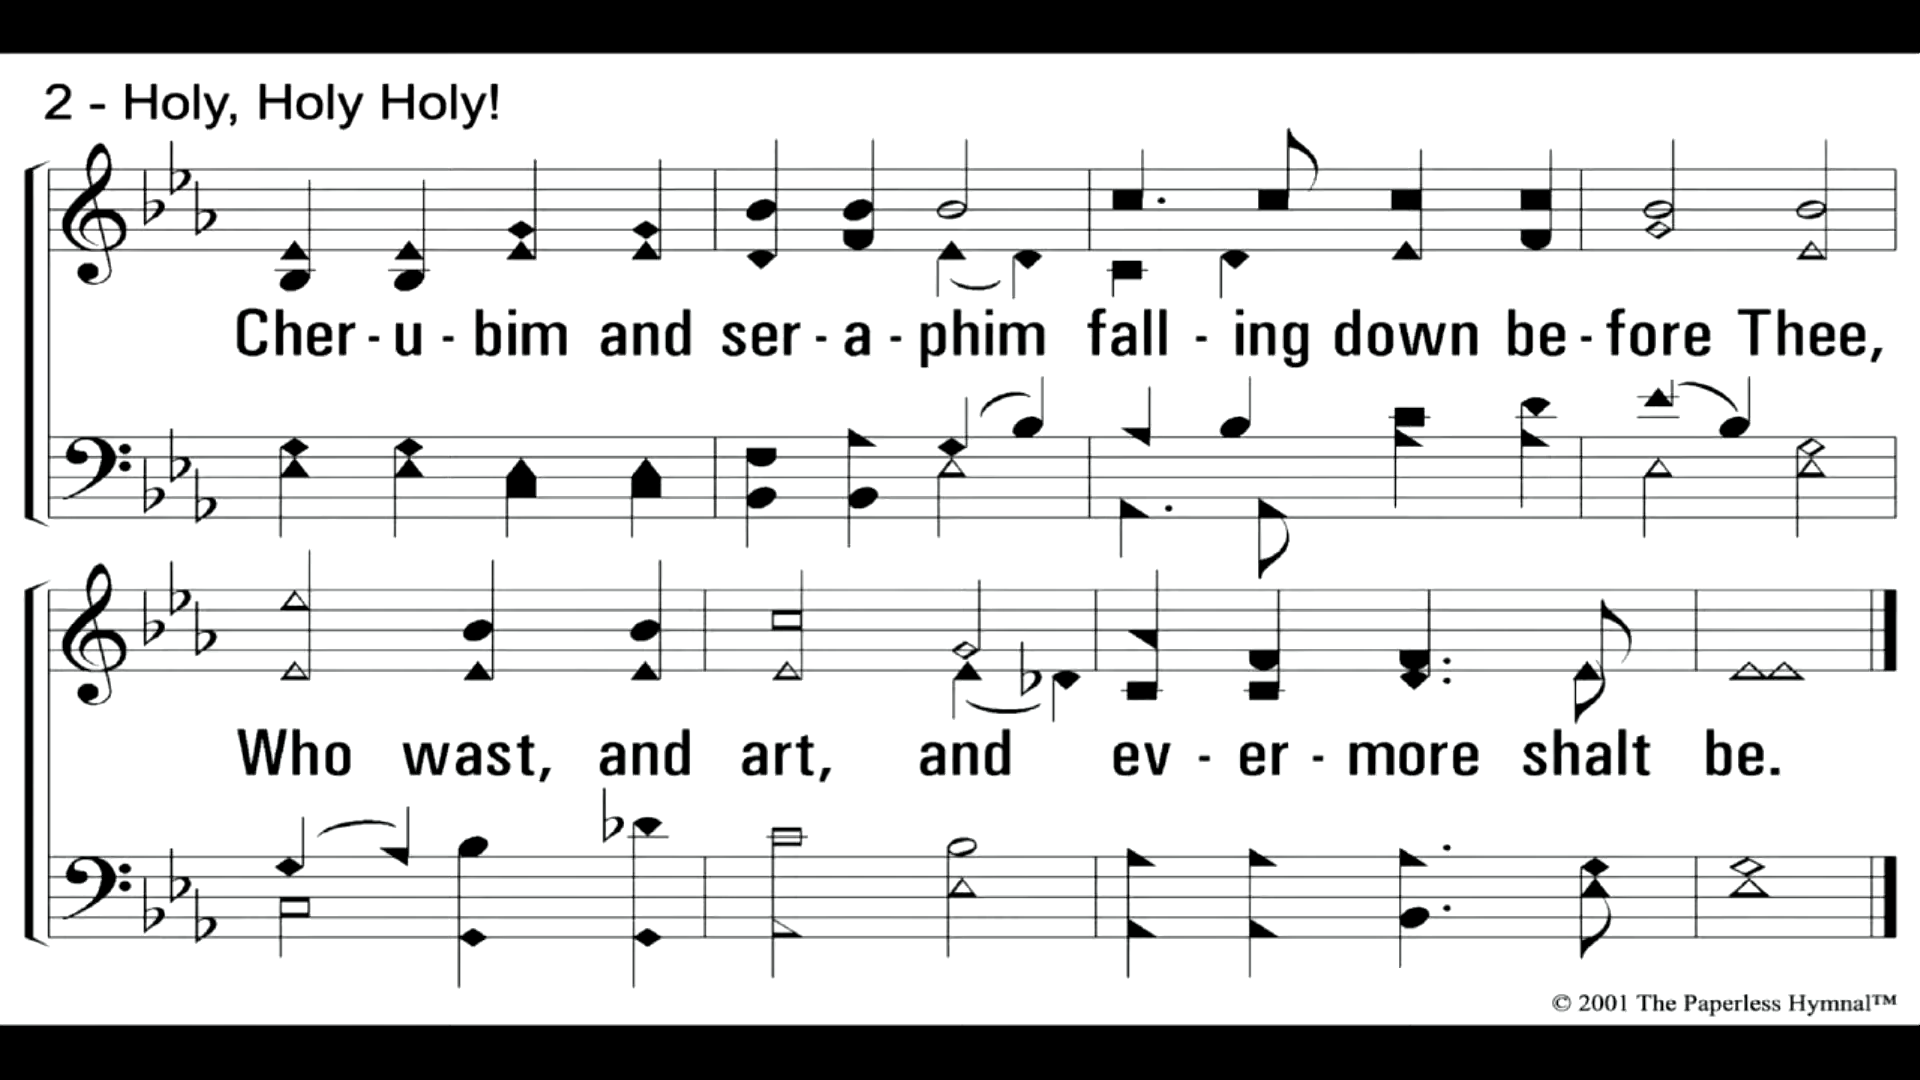 2 - Holy, Holy Holy!
Cher - u - bim and ser - a - phim fall - ing down be - fore Thee,
Who wast, and art, and ev - er - more shalt be.
© 2001 The Paperless Hymnal™